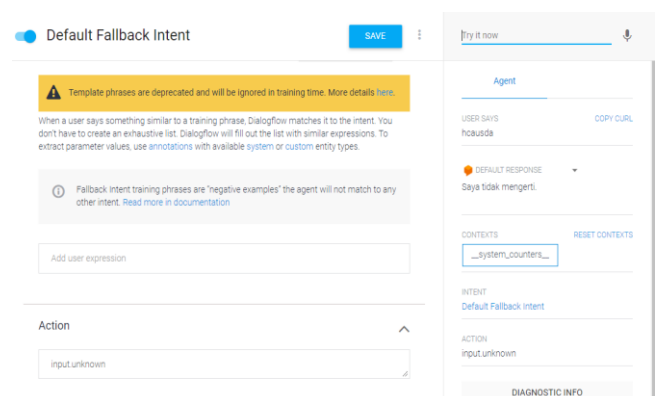 Default Fallback Intent
SAVE
Template phrases are deprecated and will be ignored in training time. More details here.
When a user says something similar to a training phrase, Dialogflow matches it to the intent. You
don't have to create an exhaustive list. Dialogflow will fill out the list with similar expressions. To
extract parameter values, use annotations with available system or custom entity types.
Fallback intent training phrases are "negative examples" the agent will not match to any
other intent. Read more in documentation
Add user expression
Action
input.unknown
Try it now
Agent
USER SAYS
COPY CURL
hcausda
DEFAULT RESPONSE
Saya tidak mengerti.
CONTEXTS
RESET CONTEXTS
__system_counters__
INTENT
Default Fallback Intent
ACTION
input.unknown
DIAGNOSTIC INFO